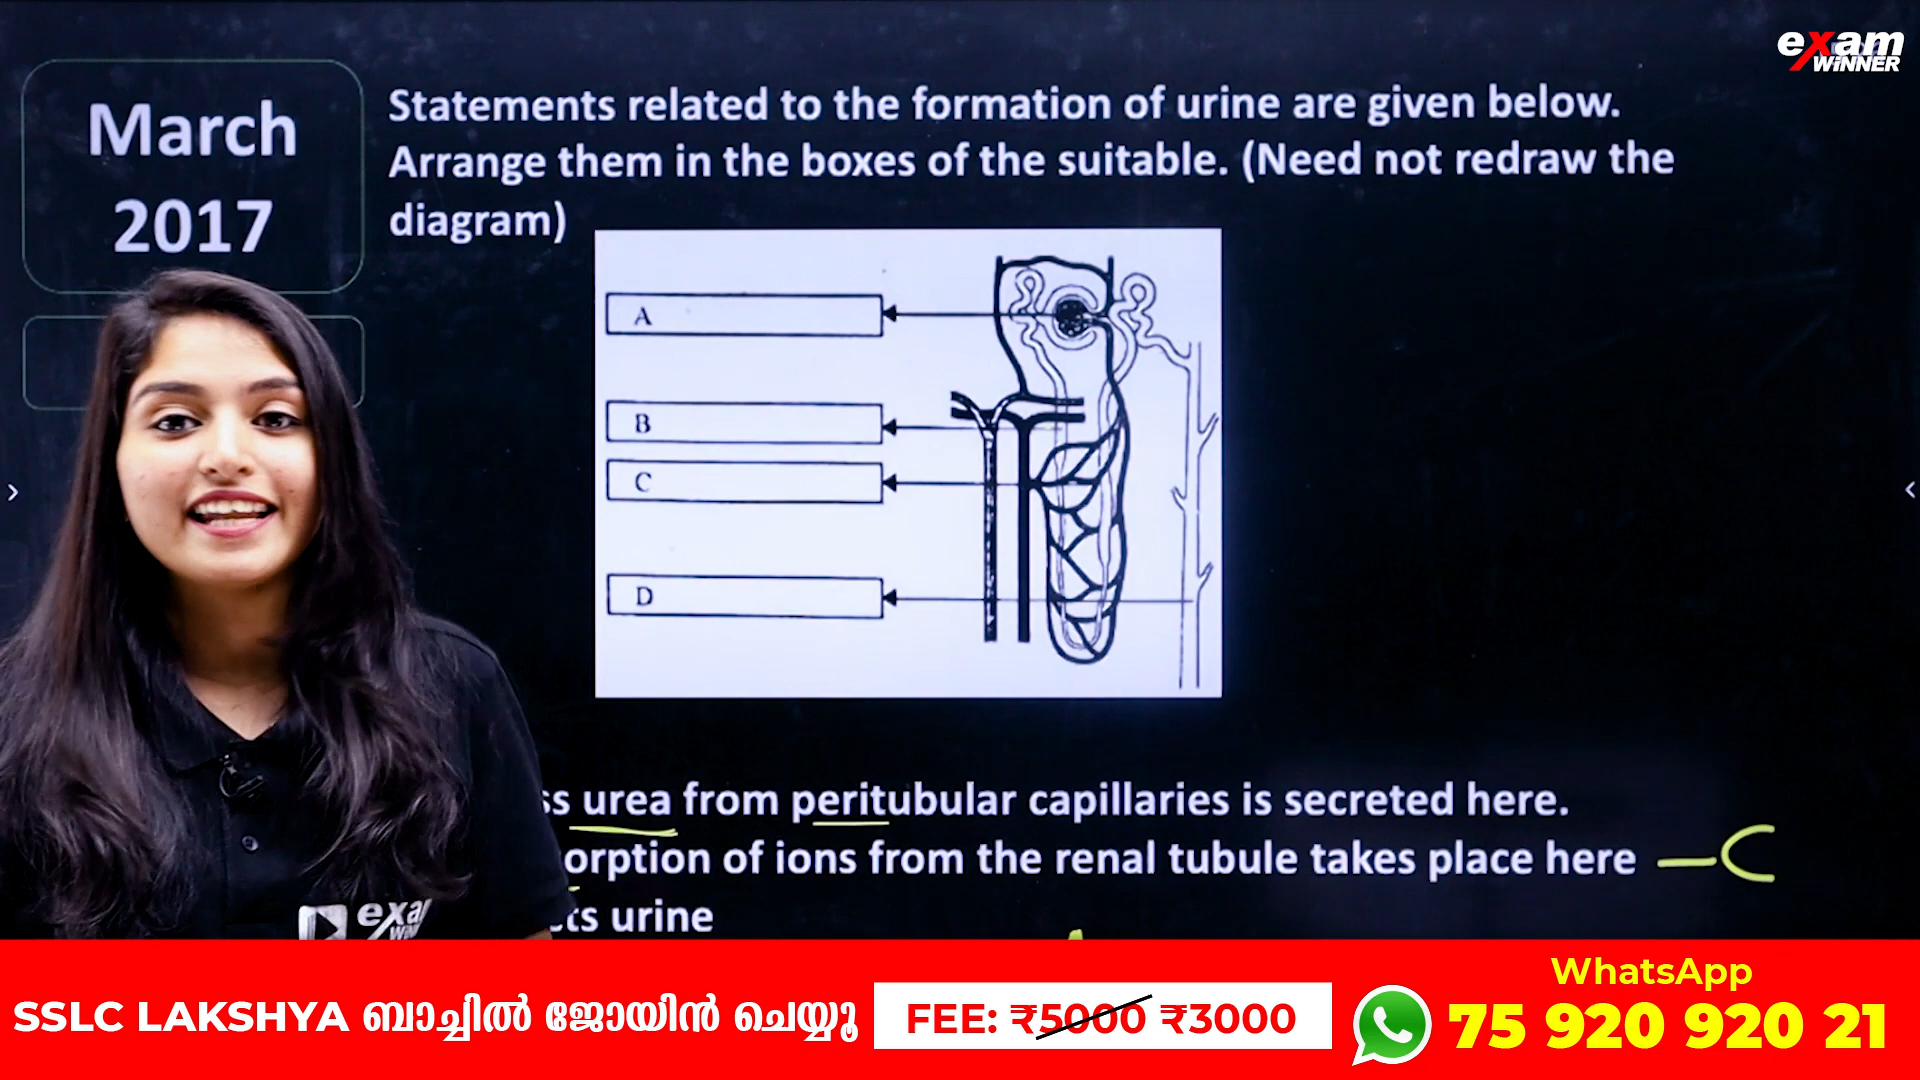 exam
WINNER
March
2017
Statements related to the formation of urine are given below.
Arrange them in the boxes of the suitable. (Need not redraw the
diagram)
A
B
C
D
urea from peritubular capillaries is secreted here.
of ions from the renal tubule takes place here — C
urine
exam
SSLC LAKSHYA ബാച്ചിൽ ജോയിൻ ചെയ്യൂ
FEE: ₹5000 ₹3000
WhatsApp
75 920 920 21